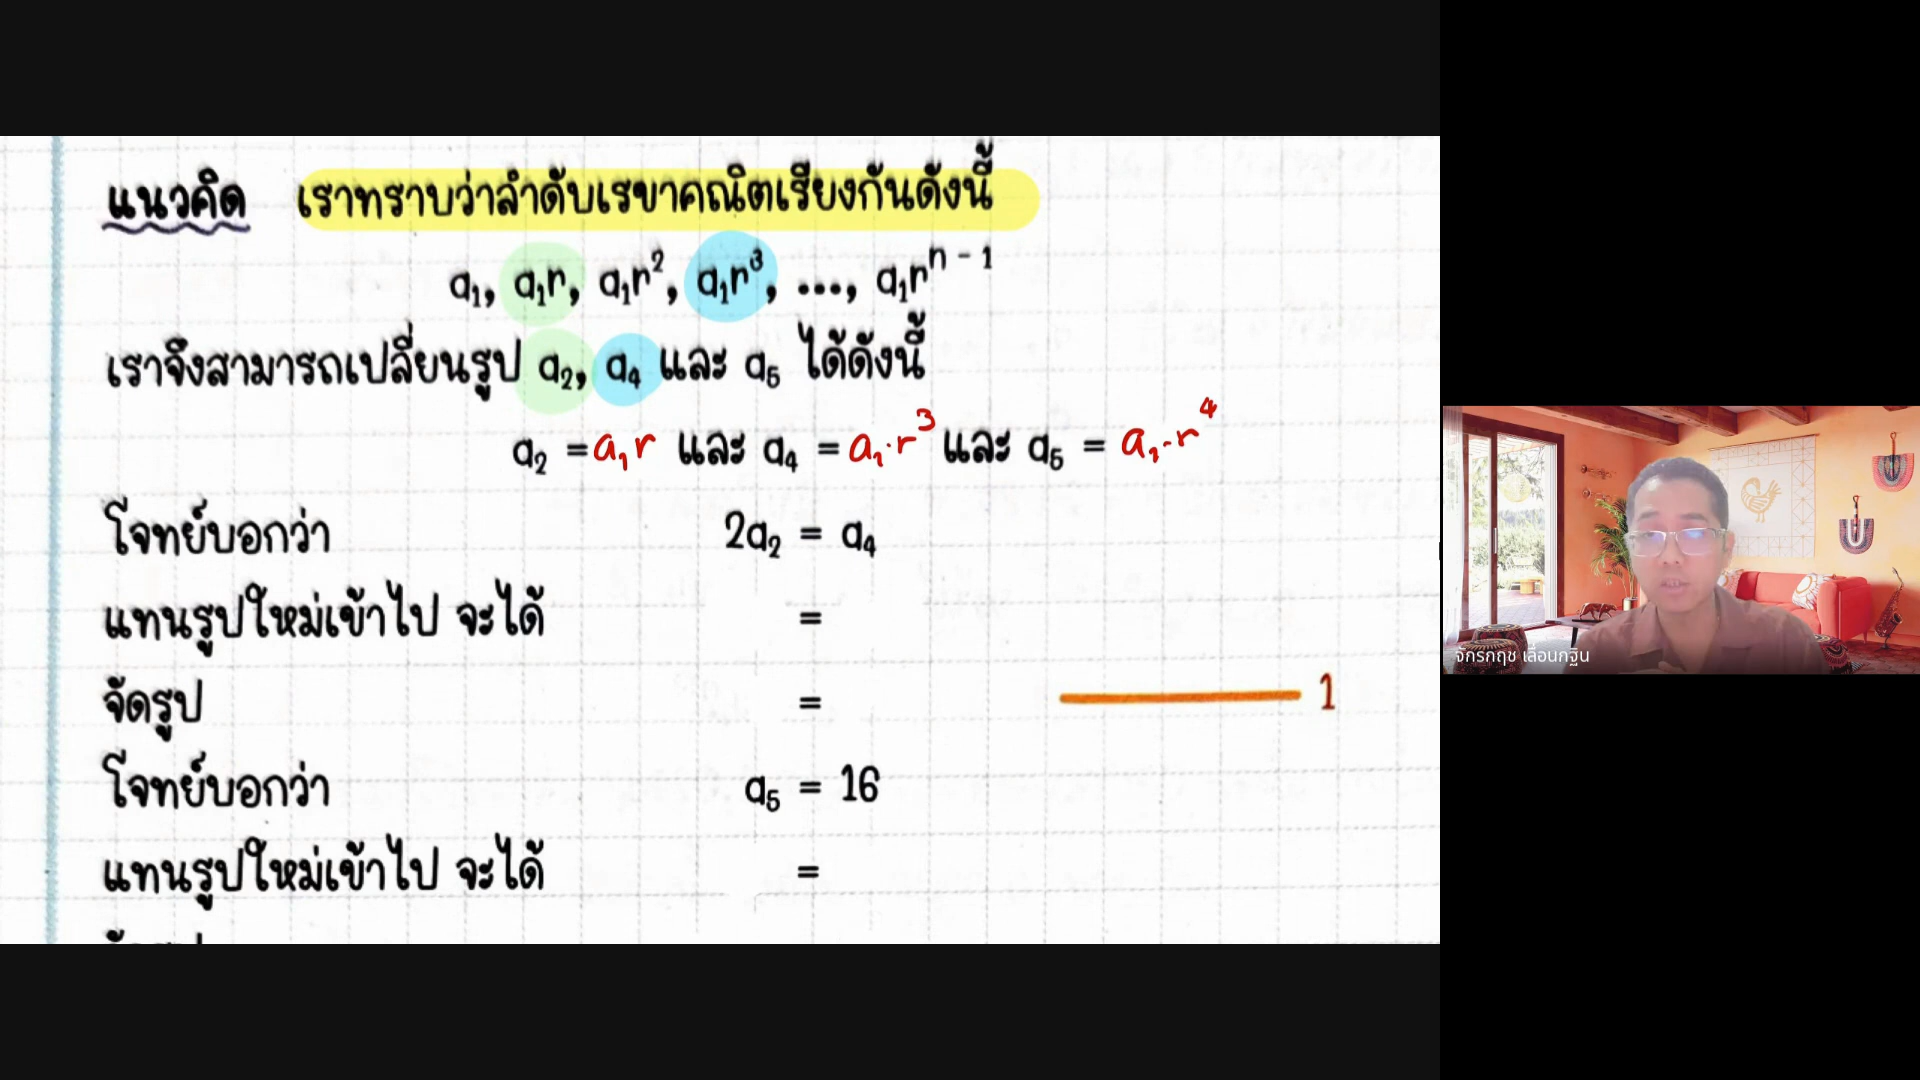 แนวคิด เราทราบว่าลำดับเรขาคณิตเรียงกันดังนี้
a₁, a₁r, a₁r², a₁r³, ..., a₁rⁿ⁻¹
เราจึงสามารถเปลี่ยนรูป a₂, a₄ และ a₅ ได้ดังนี้
a₂ = a₁r และ a₄ = a₁·r³ และ a₅ = a₁·r⁴
โจทย์บอกว่า 2a₂ = a₄
แทนรูปใหม่เข้าไป จะได้ =
จัดรูป = 1
โจทย์บอกว่า a₅ = 16
แทนรูปใหม่เข้าไป จะได้ =
จักรกฤช เลื่อนกฐิน